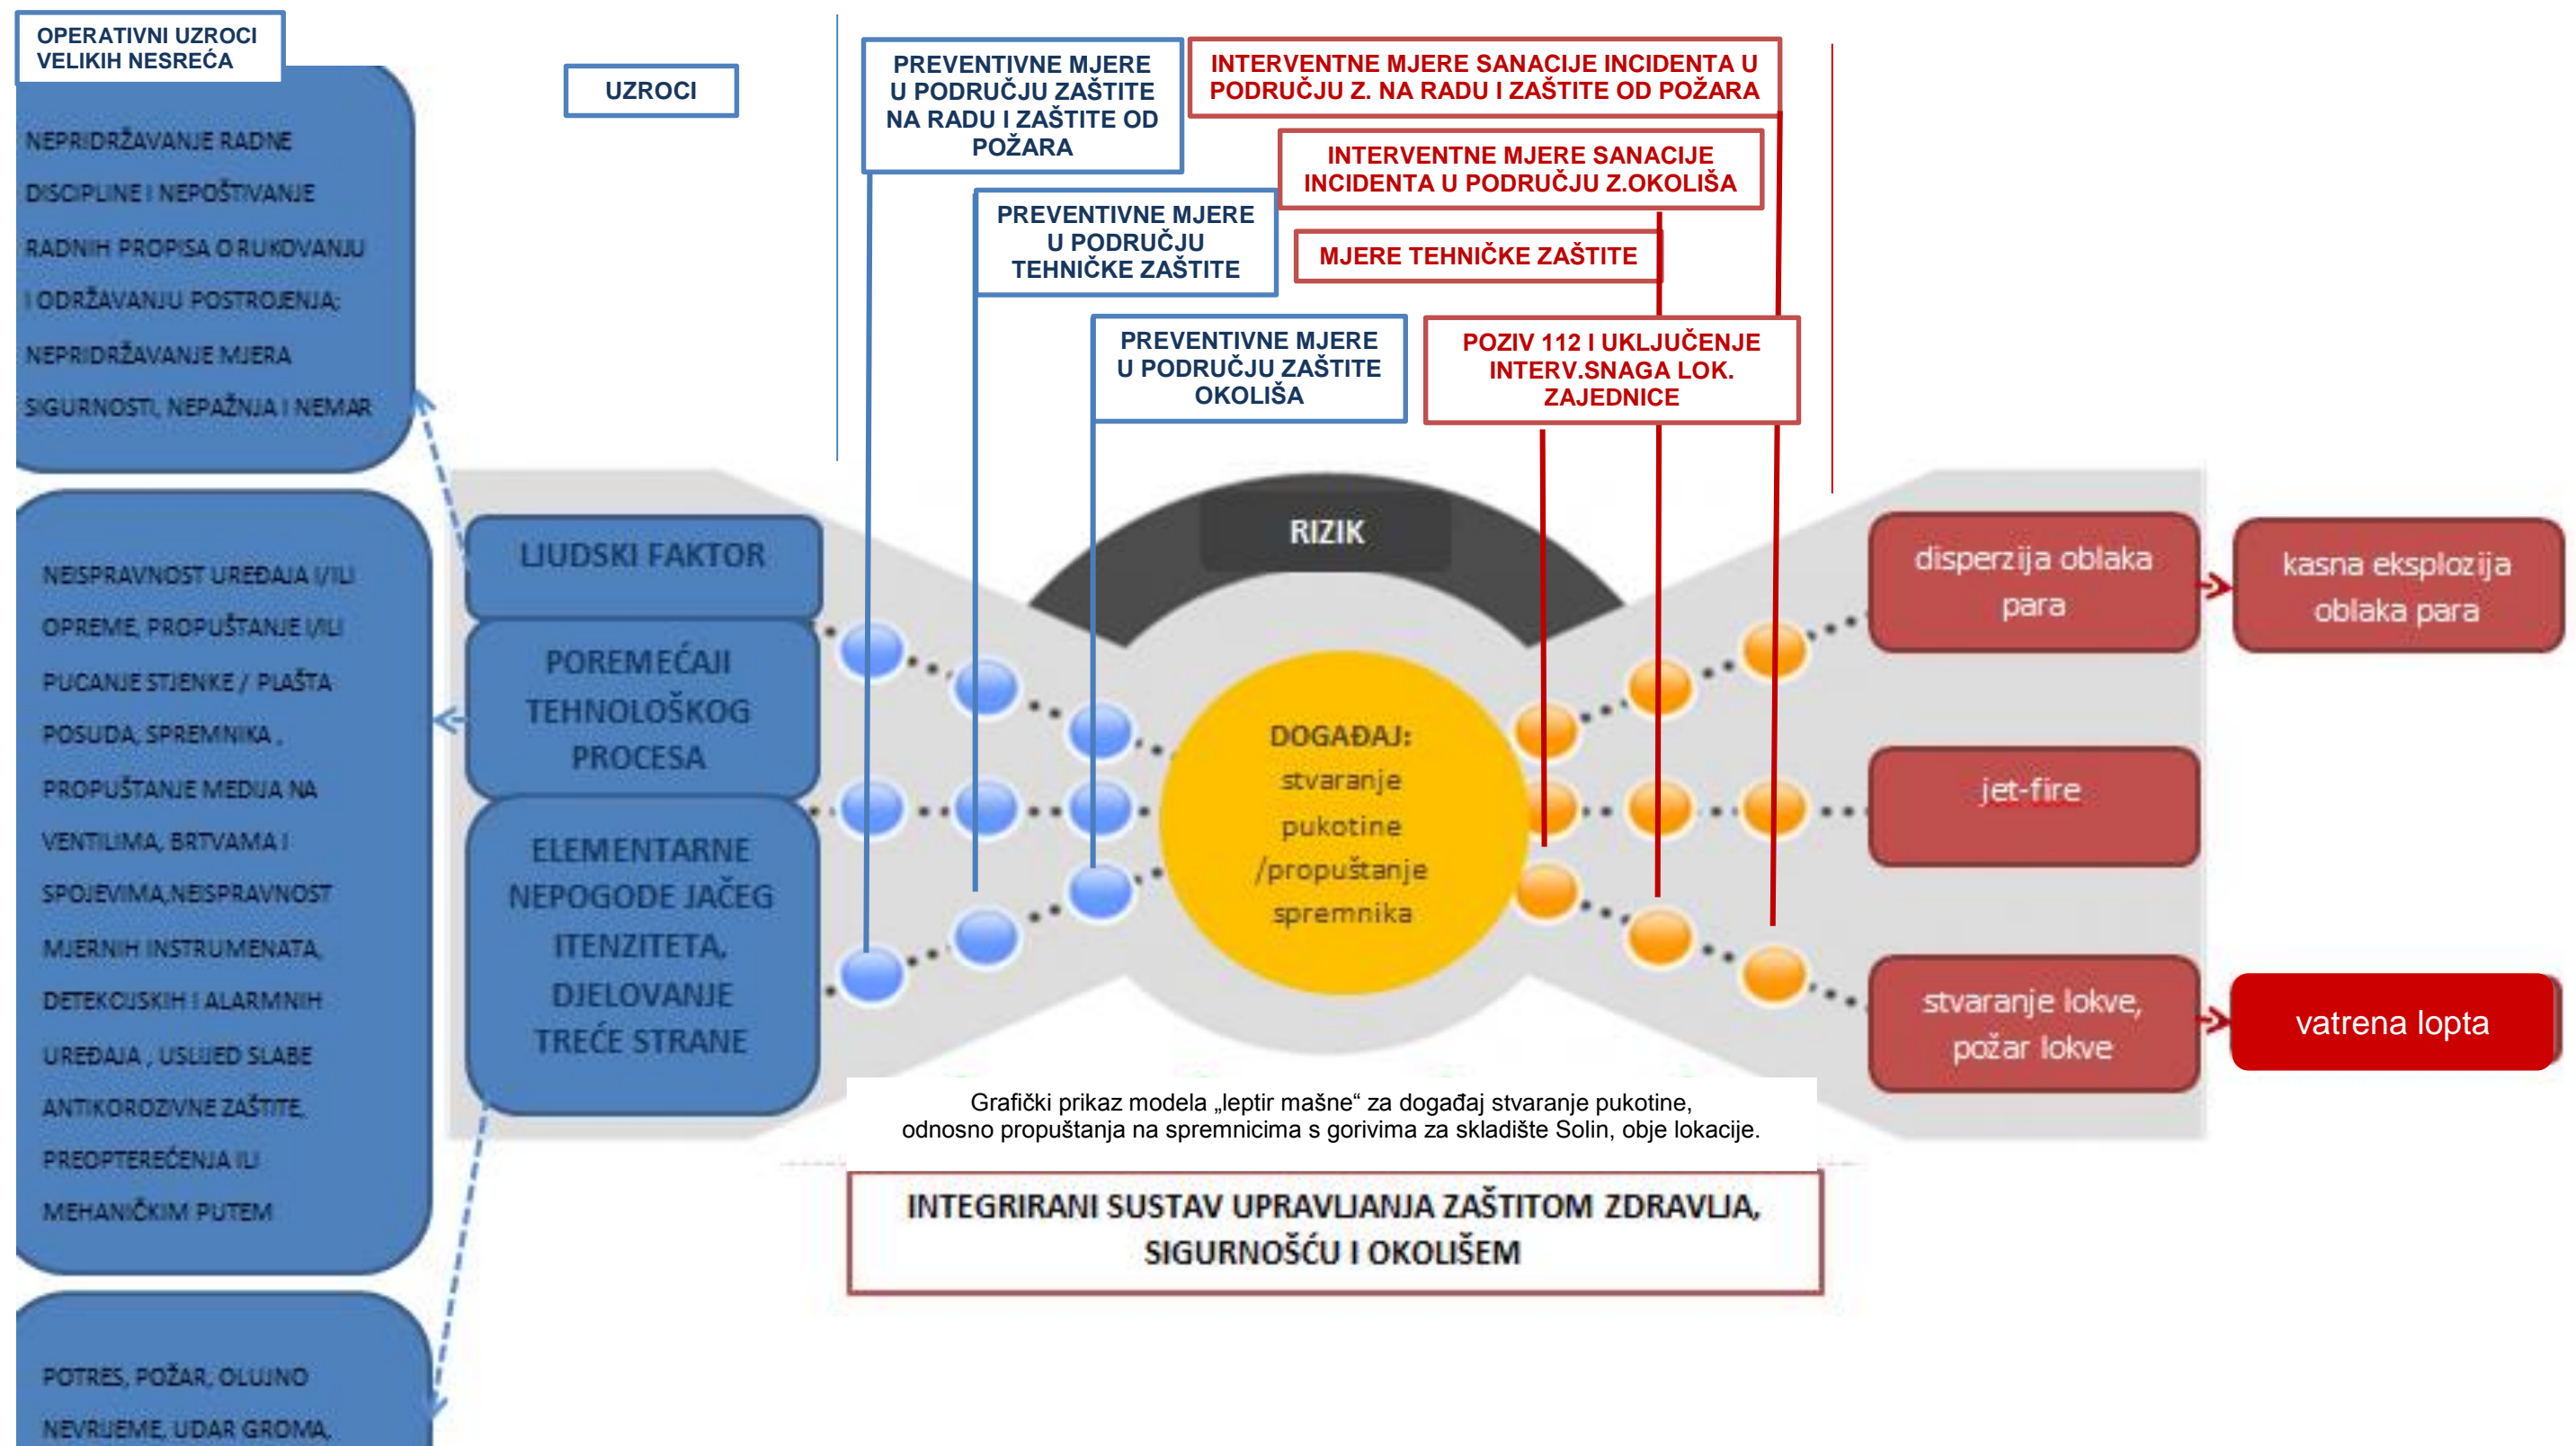 OPERATIVNI UZROCI
VELIKIH NESREĆA
NEPRIDRŽAVANJE RADNE
DISCIPLINE I NEPOŠTIVANJE
RADNIH PROPISA O RUKOVANJU
I ODRŽAVANJU POSTROJENJA;
NEPRIDRŽAVANJE MJERA
SIGURNOSTI, NEPAŽNJA I NEMAR
NEISPRAVNOST UREĐAJA I/ILI
OPREME, PROPUŠTANJE I/ILI
PUCANJE STJENKE / PLAŠTA
POSUDA, SPREMNIKA ,
PROPUŠTANJE MEDIJA NA
VENTILIMA, BRTVAMA I
SPOJEVIMA,NEISPRAVNOST
MJERNIH INSTRUMENATA,
DETEKCIJSKIH I ALARMNIH
UREĐAJA , USLIJED SLABE
ANTIKOROZIVNE ZAŠTITE,
PREOPTEREĆENJA ILI
MEHANIČKIM PUTEM
POTRES, POŽAR, OLUJNO
NEVRIJEME, UDAR GROMA,
UZROCI
LJUDSKI FAKTOR
POREMEĆAJI
TEHNOLOŠKOG
PROCESA
ELEMENTARNE
NEPOGODE JAČEG
ITENZITETA,
DJELOVANJE
TREĆE STRANE
PREVENTIVNE MJERE
U PODRUČJU ZAŠTITE
NA RADU I ZAŠTITE OD
POŽARA
PREVENTIVNE MJERE
U PODRUČJU
TEHNIČKE ZAŠTITE
PREVENTIVNE MJERE
U PODRUČJU ZAŠTITE
OKOLIŠA
INTERVENTNE MJERE SANACIJE INCIDENTA U
PODRUČJU Z. NA RADU I ZAŠTITE OD POŽARA
INTERVENTNE MJERE SANACIJE
INCIDENTA U PODRUČJU Z.OKOLIŠA
MJERE TEHNIČKE ZAŠTITE
POZIV 112 I UKLJUČENJE
INTERV.SNAGA LOK.
ZAJEDNICE
RIZIK
DOGAĐAJ:
stvaranje
pukotine
/propuštanje
spremnika
disperzija oblaka
para
kasna eksplozija
oblaka para
jet-fire
stvaranje lokve,
požar lokve
vatrena lopta
Grafički prikaz modela „leptir mašne“ za događaj stvaranje pukotine,
odnosno propuštanja na spremnicima s gorivima za skladište Solin, obje lokacije.
INTEGRIRANI SUSTAV UPRAVLJANJA ZAŠTITOM ZDRAVLJA,
SIGURNOŠĆU I OKOLIŠEM